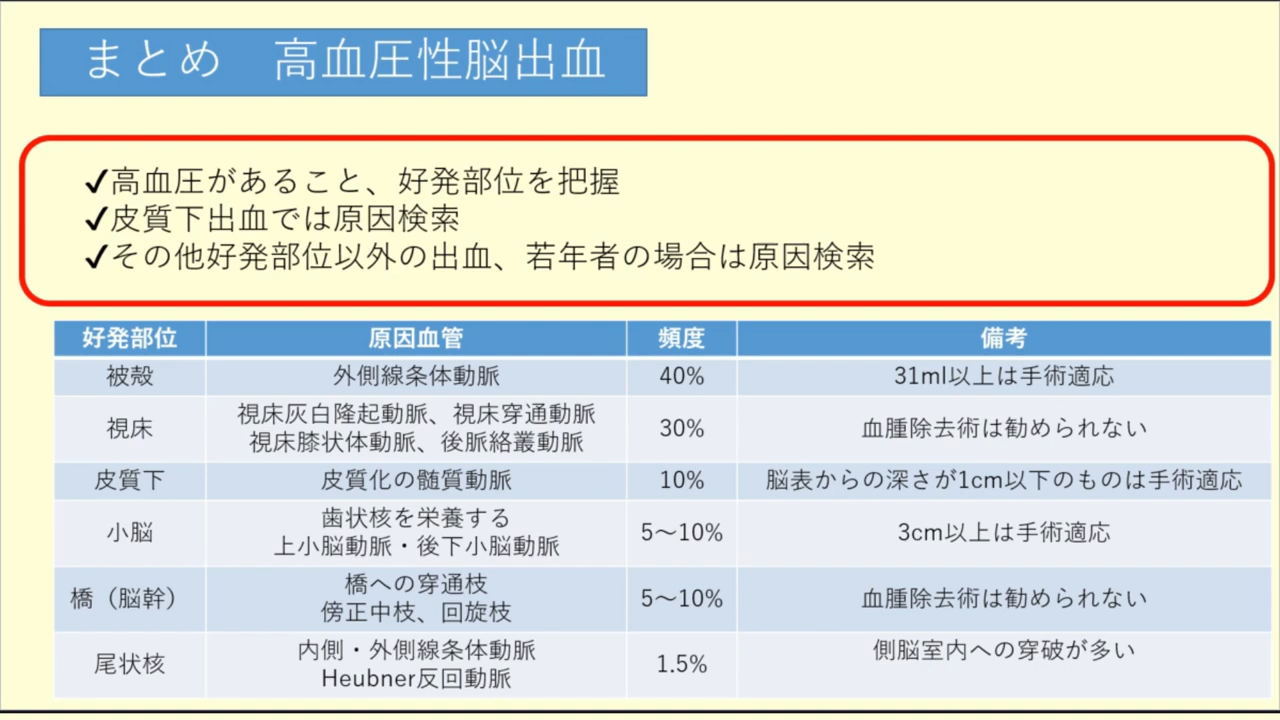 まとめ　高血圧性脳出血
✓高血圧があること、好発部位を把握
✓皮質下出血では原因検索
✓その他好発部位以外の出血、若年者の場合は原因検索
好発部位 原因血管 頻度 備考
被殻 外側線条体動脈 40% 31ml以上は手術適応
視床 視床灰白隆起動脈、視床穿通動脈
視床膝状体動脈、後脈絡叢動脈 30% 血腫除去術は勧められない
皮質下 皮質化の髄質動脈 10% 脳表からの深さが1cm以下のものは手術適応
小脳 歯状核を栄養する
上小脳動脈・後下小脳動脈 5〜10% 3cm以上は手術適応
橋（脳幹） 橋への穿通枝
傍正中枝、回旋枝 5〜10% 血腫除去術は勧められない
尾状核 内側・外側線条体動脈
Heubner反回動脈 1.5% 側脳室内への穿破が多い